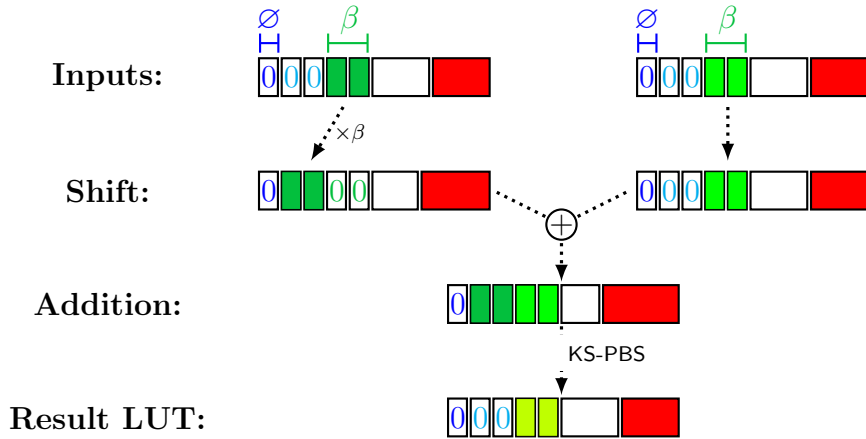 ∅ β ∅ β
Inputs: 0 0 0 0 0 0
×β
Shift: 0 0 0 0 0 0
+
Addition: 0
KS-PBS
Result LUT: 0 0 0